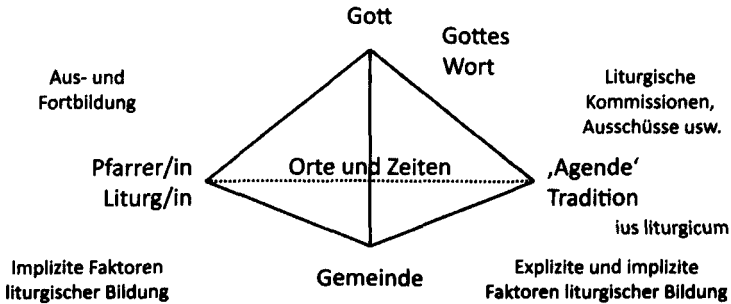 Gott
Gottes
Wort
Aus- und
Fortbildung
Liturgische
Kommissionen,
Ausschüsse usw.
Pfarrer/in
Liturg/in
Orte und Zeiten
‚Agende‘
Tradition
ius liturgicum
Implizite Faktoren
liturgischer Bildung
Gemeinde
Explizite und implizite
Faktoren liturgischer Bildung